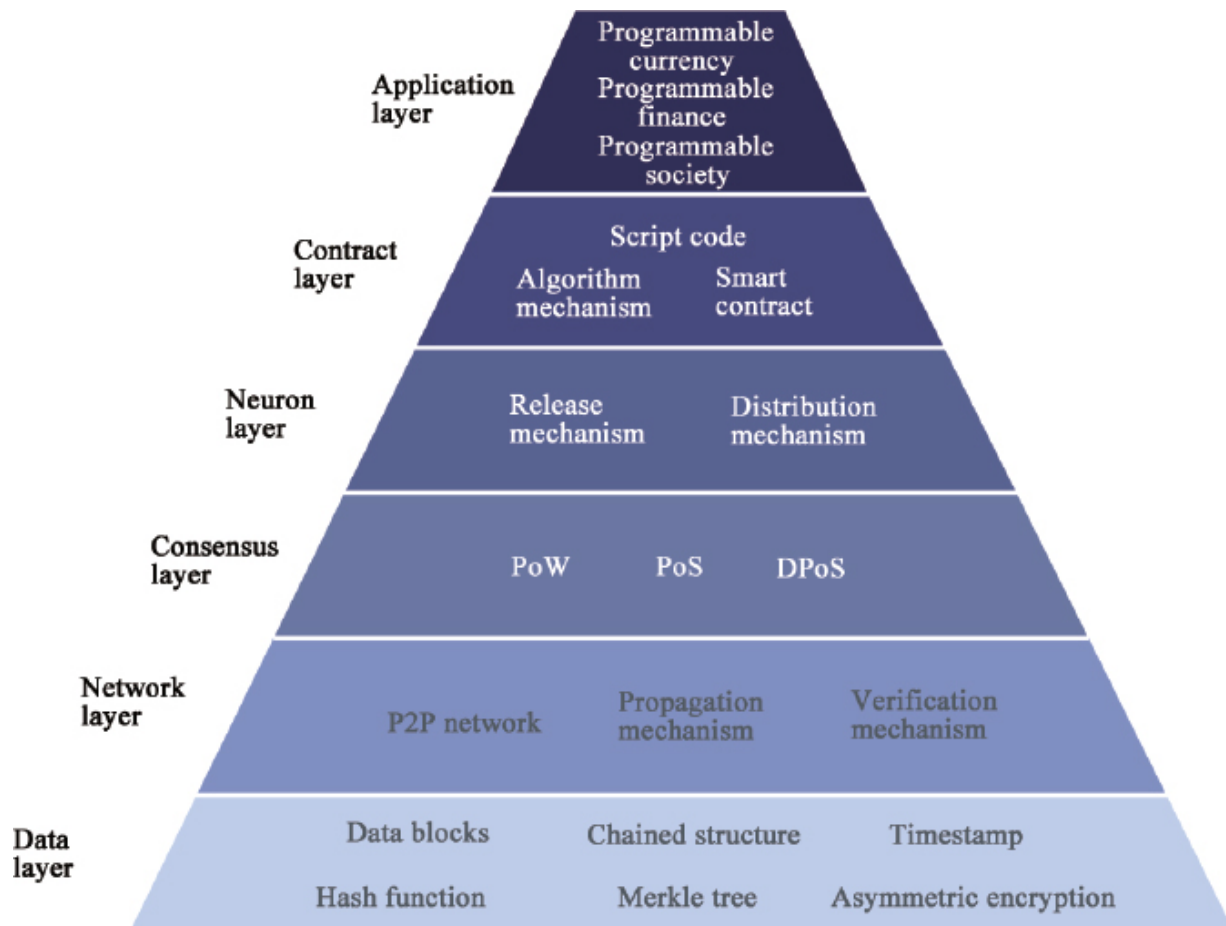 Programmable
currency
Application
layer
Programmable
finance
Programmable
society
Contract
layer
Script code
Algorithm
mechanism
Smart
contract
Neuron
layer
Release
mechanism
Distribution
mechanism
Consensus
layer
PoW PoS DPoS
Network
layer
P2P network
Propagation
mechanism
Verification
mechanism
Data
layer
Data blocks Chained structure Timestamp
Hash function Merkle tree Asymmetric encryption